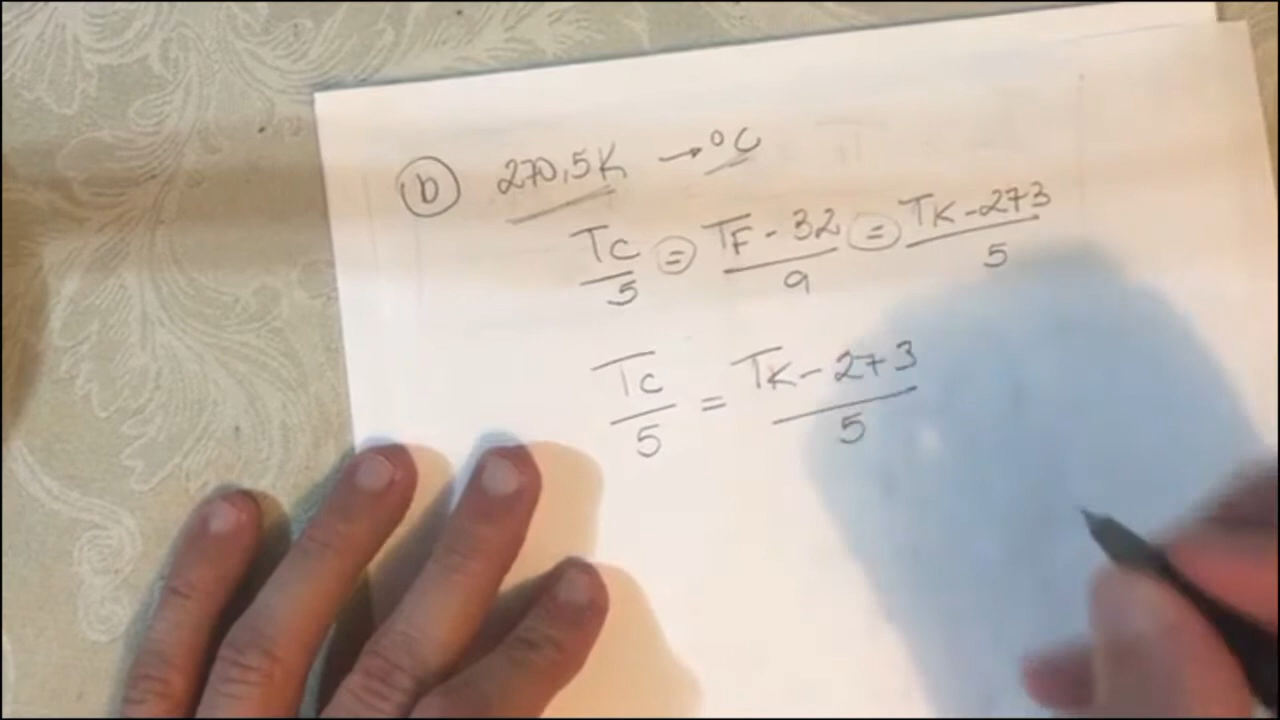 b 270,5K → °C
Tc/5 = TF - 32/9 = TK - 273/5
Tc/5 = TK - 273/5